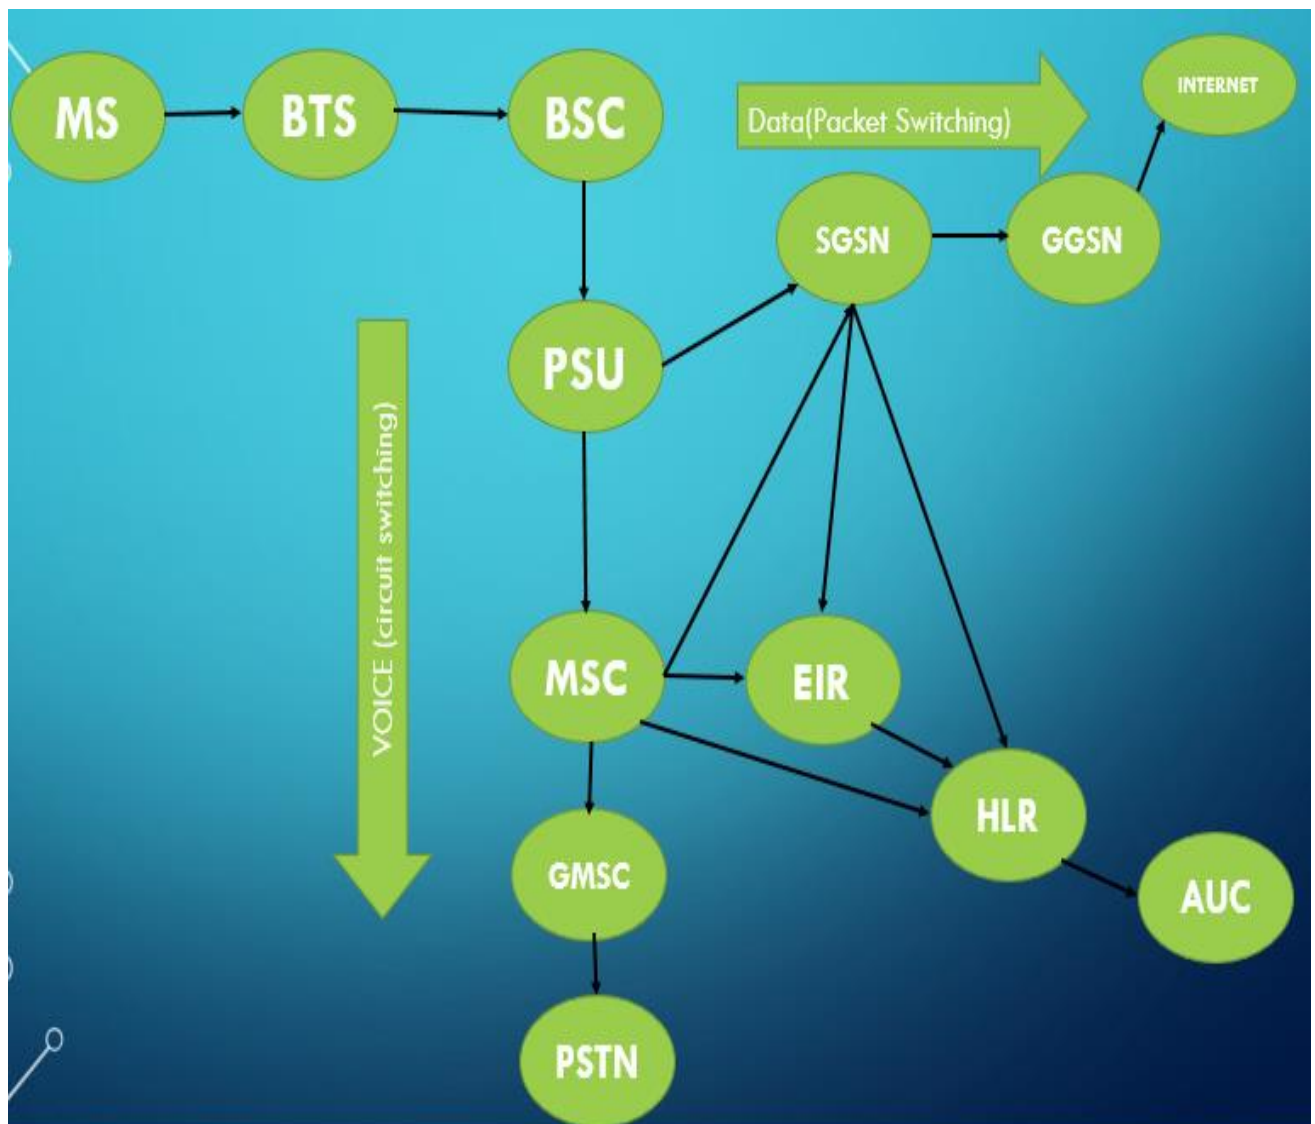 MS
BTS
BSC
Data(Packet Switching)
INTERNET
SGSN
GGSN
PSU
VOICE (circuit switching)
MSC
EIR
HLR
GMSC
AUC
PSTN